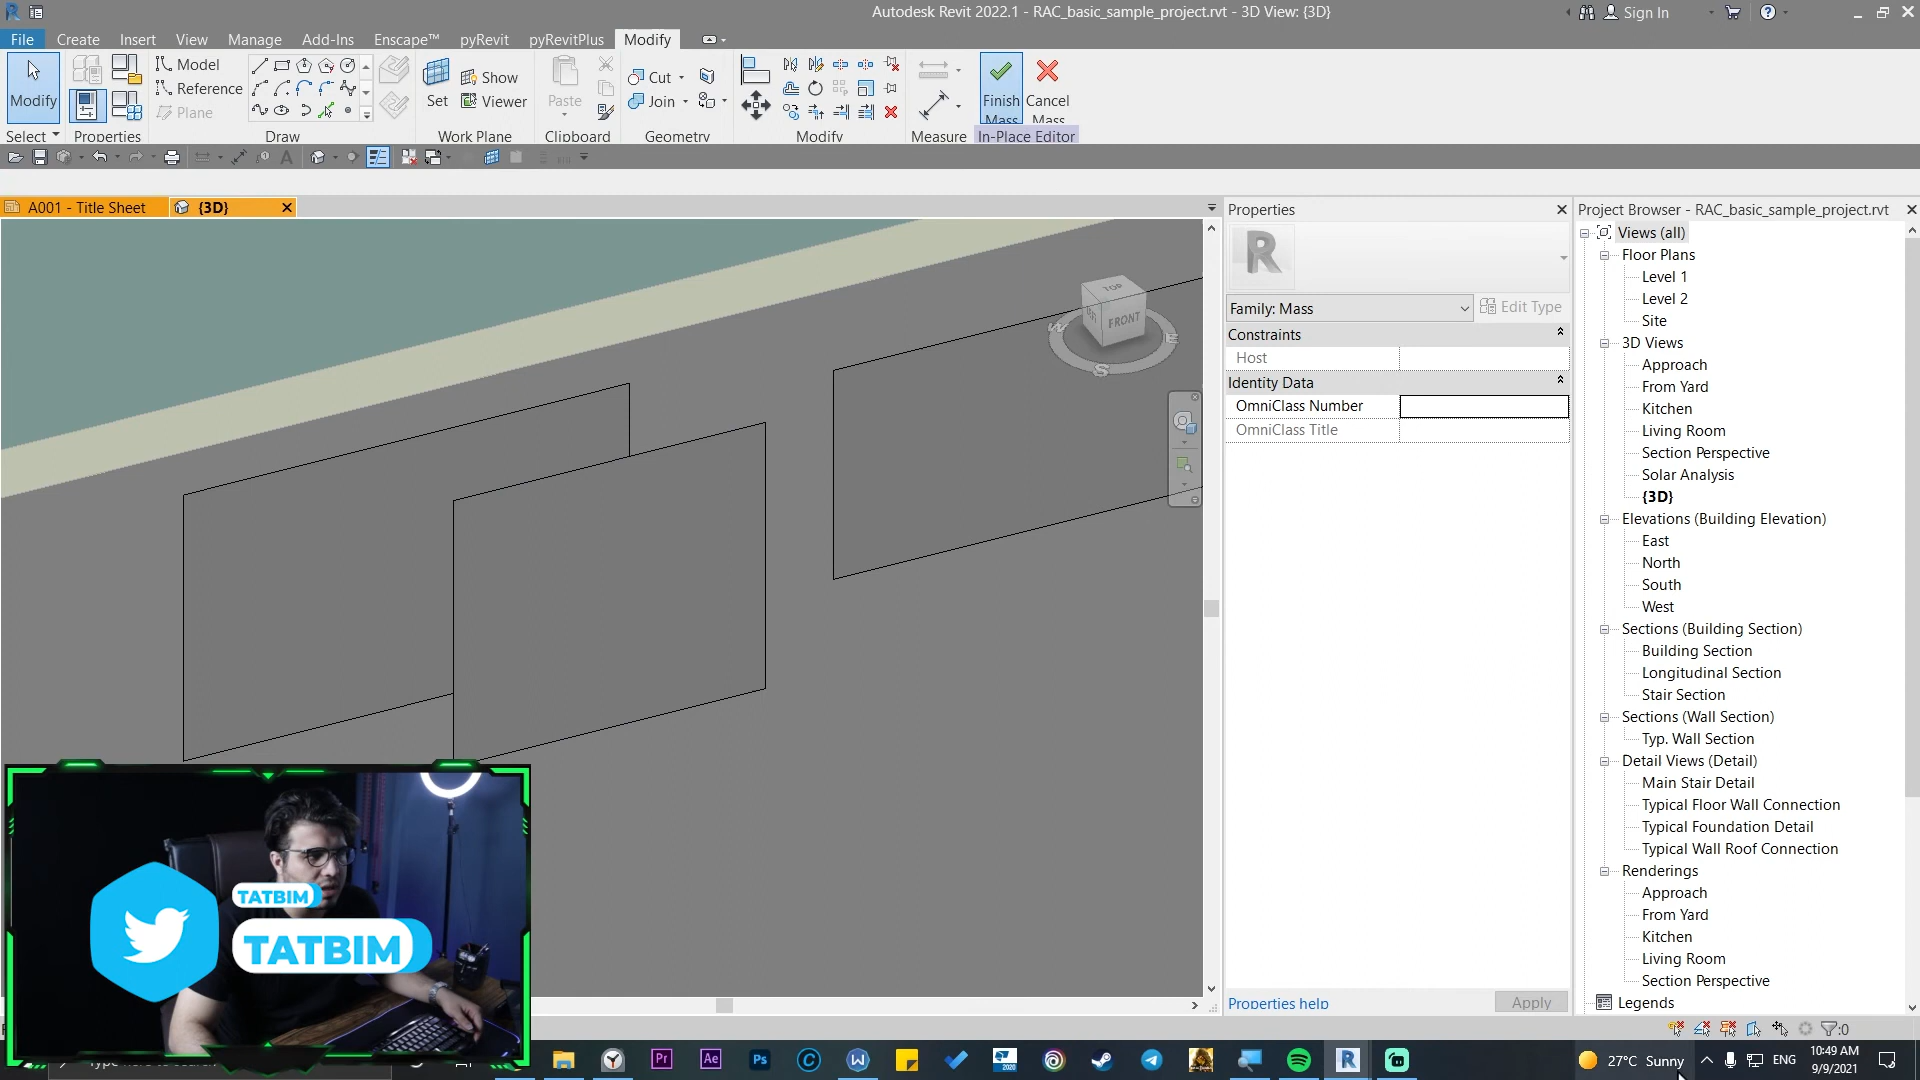 Autodesk Revit 2022.1 - RAC_basic_sample_project.rvt - 3D View: {3D}
Sign In
File Create Insert View Manage Add-Ins Enscape™ pyRevit pyRevitPlus Modify
Modify
Model
Reference
Plane
Set
Show
Viewer
Paste
Cut
Join
Finish
Mass
Cancel
Mass
Select Properties Draw Work Plane Clipboard Geometry Modify Measure In-Place Editor
A001 - Title Sheet
{3D}
TOP
FRONT
W
E
S
Properties
R
Family: Mass
Edit Type
Constraints
Host
Identity Data
OmniClass Number
OmniClass Title
Properties help
Apply
Project Browser - RAC_basic_sample_project.rvt
Views (all)
Floor Plans
Level 1
Level 2
Site
3D Views
Approach
From Yard
Kitchen
Living Room
Section Perspective
Solar Analysis
{3D}
Elevations (Building Elevation)
East
North
South
West
Sections (Building Section)
Building Section
Longitudinal Section
Stair Section
Sections (Wall Section)
Typ. Wall Section
Detail Views (Detail)
Main Stair Detail
Typical Floor Wall Connection
Typical Foundation Detail
Typical Wall Roof Connection
Renderings
Approach
From Yard
Kitchen
Living Room
Section Perspective
Legends
:0
TATBIM
TATBIM
Pr
Ae
Ps
2020
R
27°C Sunny
ENG
10:49 AM
9/9/2021